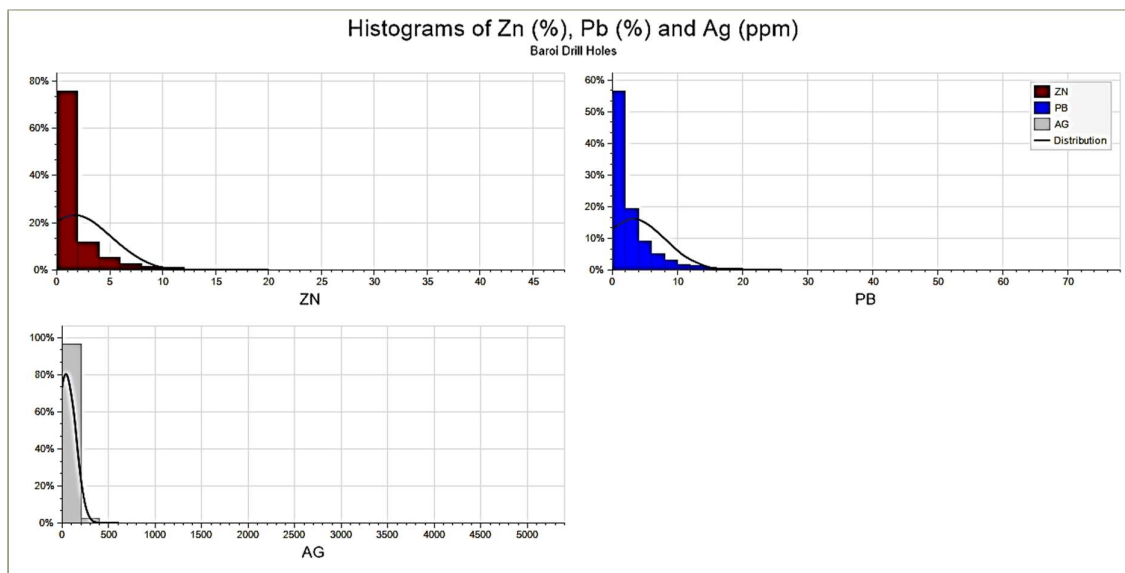 Histograms of Zn (%), Pb (%) and Ag (ppm)
Baroi Drill Holes
80%
60%
40%
20%
0%
0 5 10 15 20 25 30 35 40 45
ZN
60%
50%
40%
30%
20%
10%
0%
0 10 20 30 40 50 60 70
PB
ZN
PB
AG
Distribution
100%
80%
60%
40%
20%
0%
0 500 1000 1500 2000 2500 3000 3500 4000 4500 5000
AG